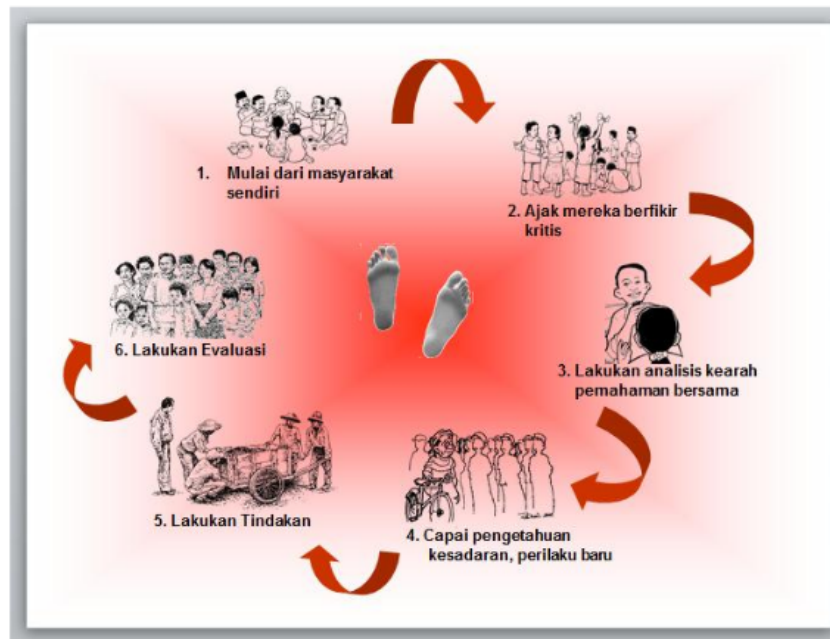 1. Mulai dari masyarakat
sendiri
2. Ajak mereka berfikir
kritis
3. Lakukan analisis kearah
pemahaman bersama
4. Capai pengetahuan
kesadaran, perilaku baru
5. Lakukan Tindakan
6. Lakukan Evaluasi